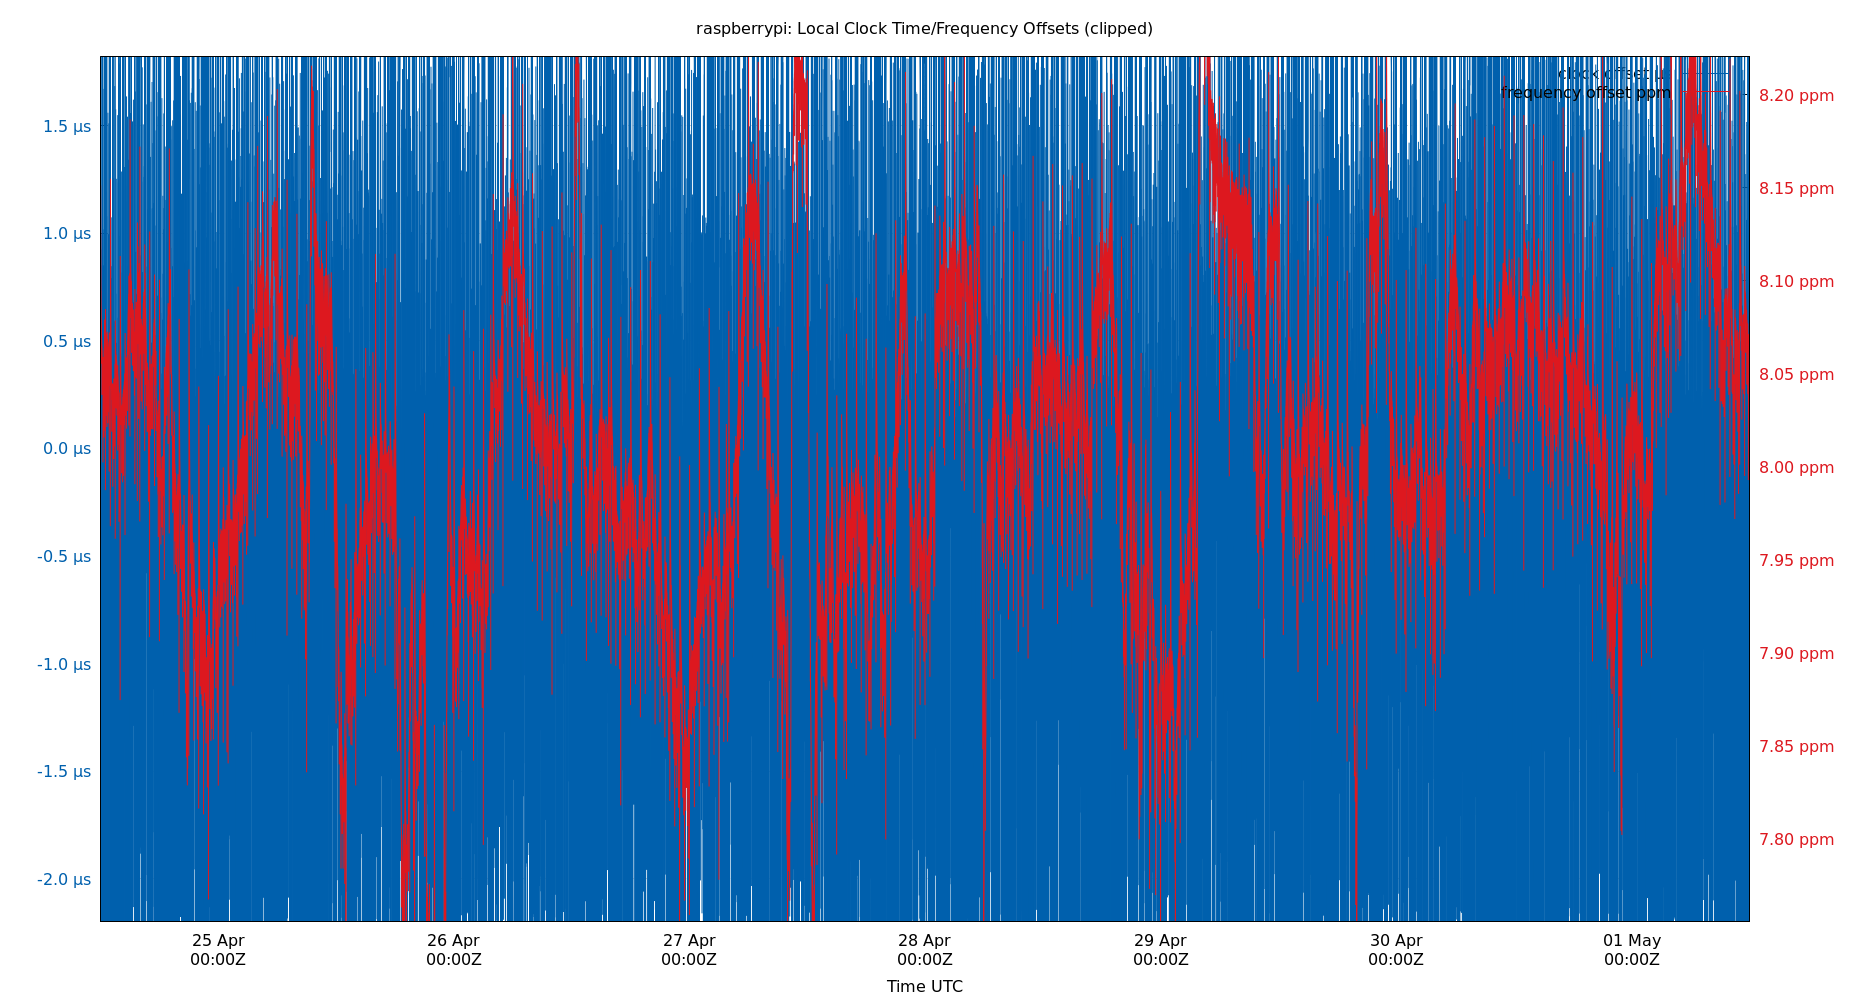 raspberrypi: Local Clock Time/Frequency Offsets (clipped)
clock offset µs
frequency offset ppm
1.5 µs
1.0 µs
0.5 µs
0.0 µs
-0.5 µs
-1.0 µs
-1.5 µs
-2.0 µs
8.20 ppm
8.15 ppm
8.10 ppm
8.05 ppm
8.00 ppm
7.95 ppm
7.90 ppm
7.85 ppm
7.80 ppm
25 Apr 26 Apr 27 Apr 28 Apr 29 Apr 30 Apr 01 May
00:00Z 00:00Z 00:00Z 00:00Z 00:00Z 00:00Z 00:00Z
Time UTC